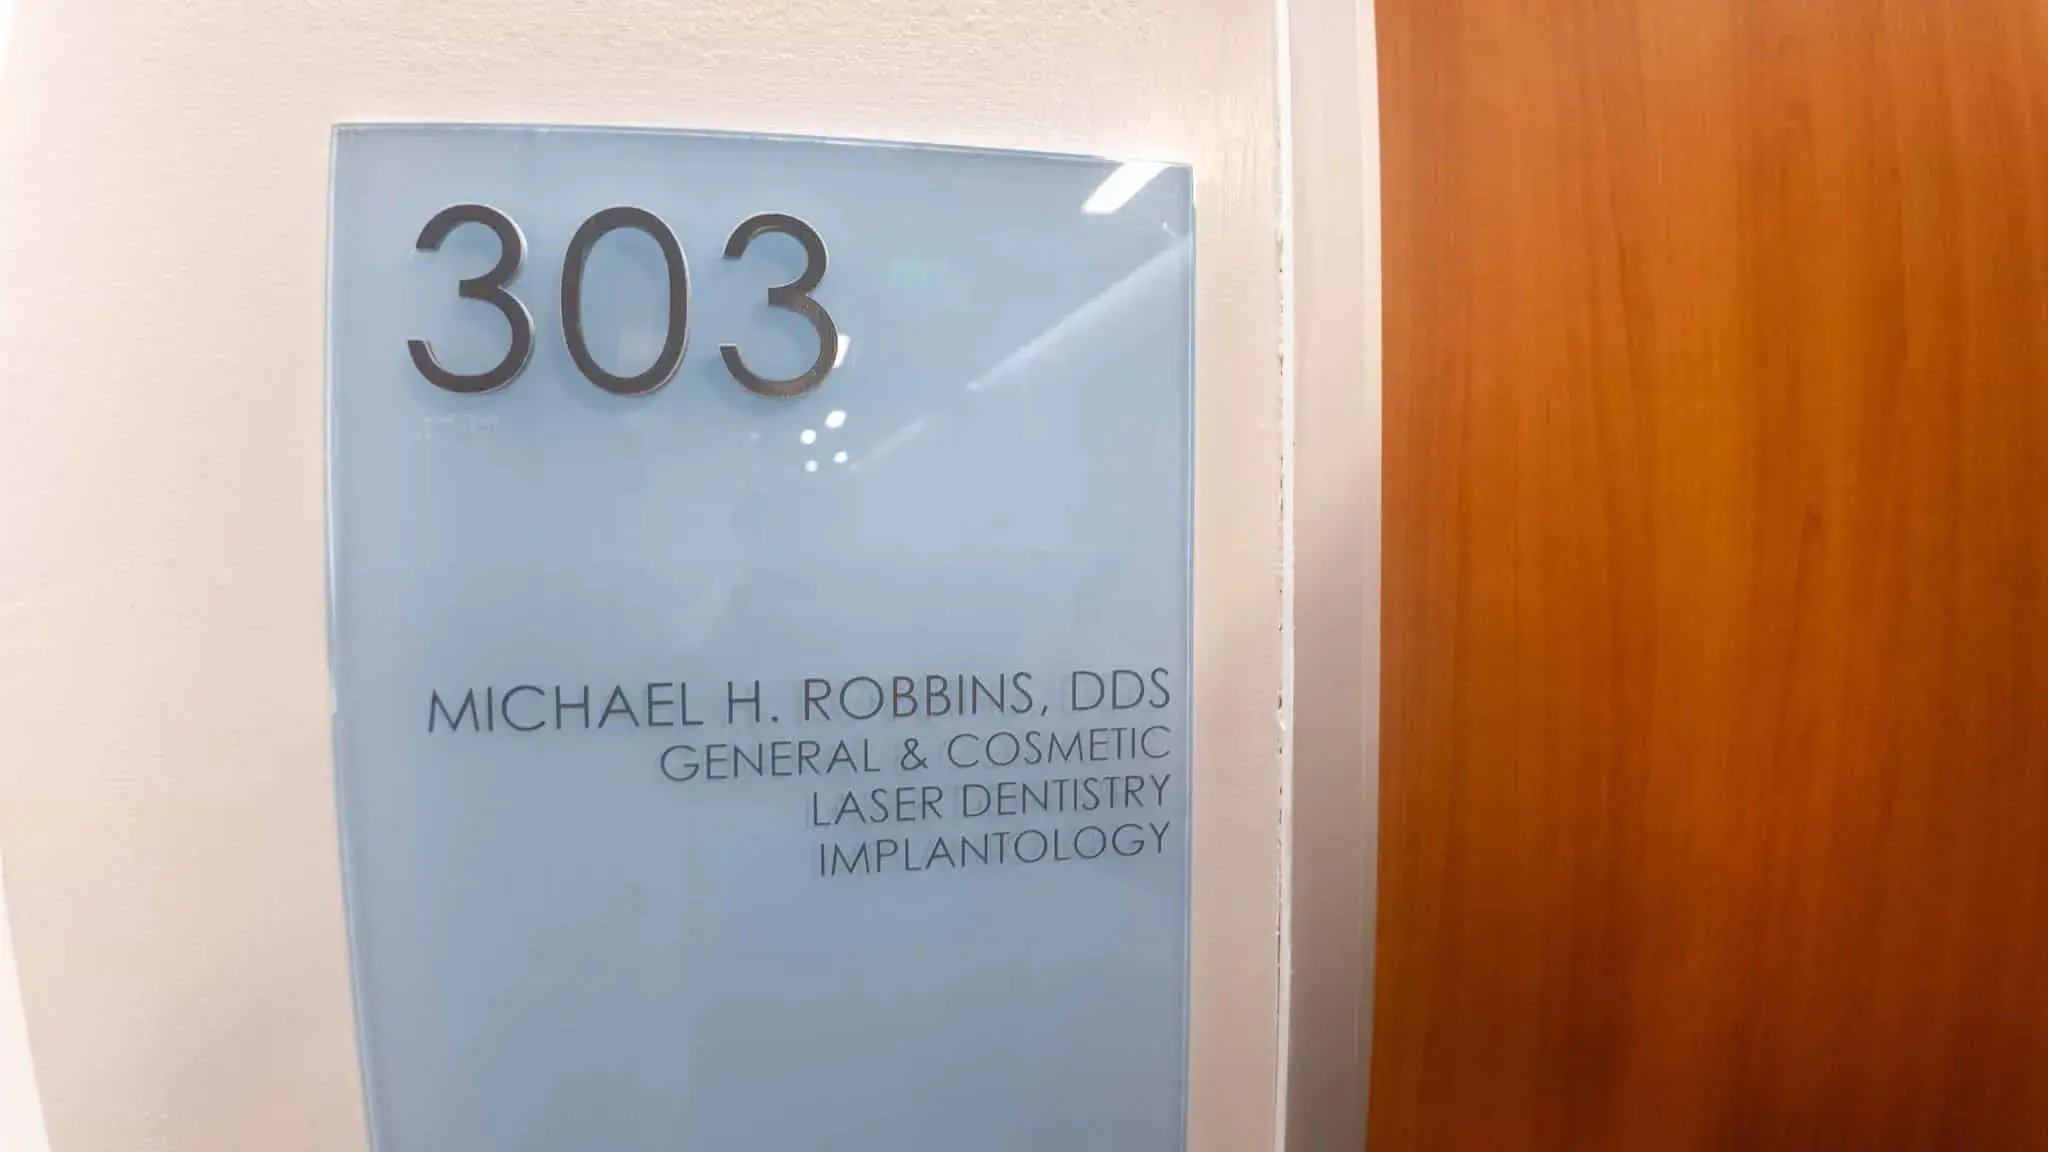 303
MICHAEL H. ROBBINS, DDS
GENERAL & COSMETIC
LASER DENTISTRY
IMPLANTOLOGY